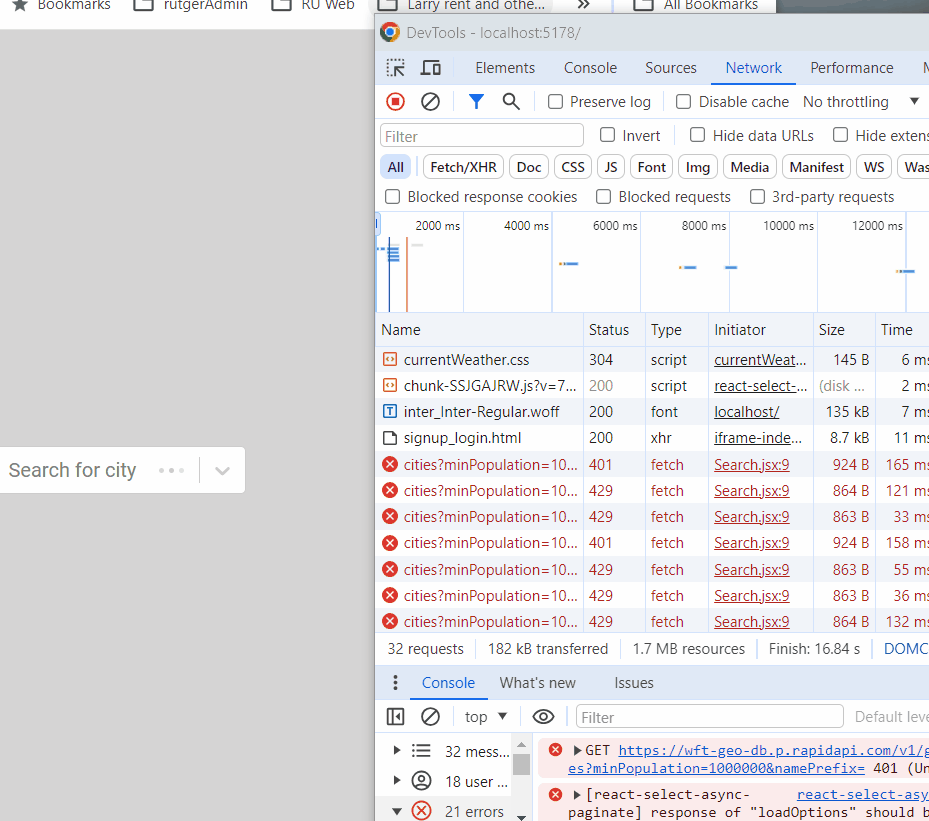 Bookmarks rutgerAdmin RU Web Larry rent and othe... » All Bookmarks
DevTools - localhost:5178/
Elements Console Sources Network Performance
Preserve log Disable cache No throttling
Filter Invert Hide data URLs Hide exten
All Fetch/XHR Doc CSS JS Font Img Media Manifest WS Was
Blocked response cookies Blocked requests 3rd-party requests
2000 ms 4000 ms 6000 ms 8000 ms 10000 ms 12000 ms
Name Status Type Initiator Size Time
currentWeather.css 304 script currentWeat... 145 B 6 ms
chunk-SSJGAJRW.js?v=7... 200 script react-select-... (disk ... 2 ms
inter_Inter-Regular.woff 200 font localhost/ 135 kB 7 ms
signup_login.html 200 xhr iframe-inde... 8.7 kB 11 ms
Search for city
cities?minPopulation=10... 401 fetch Search.jsx:9 924 B 165 ms
cities?minPopulation=10... 429 fetch Search.jsx:9 864 B 121 ms
cities?minPopulation=10... 429 fetch Search.jsx:9 863 B 33 ms
cities?minPopulation=10... 401 fetch Search.jsx:9 924 B 158 ms
cities?minPopulation=10... 429 fetch Search.jsx:9 863 B 55 ms
cities?minPopulation=10... 429 fetch Search.jsx:9 863 B 36 ms
cities?minPopulation=10... 429 fetch Search.jsx:9 863 B 132 ms
32 requests 182 kB transferred 1.7 MB resources Finish: 16.84 s DOMC
Console What's new Issues
top Filter Default leve
32 mess...
18 user ...
21 errors
GET https://wft-geo-db.p.rapidapi.com/v1/g
es?minPopulation=1000000&namePrefix= 401 (Un
[react-select-async- react-select-asy
paginate] response of "loadOptions" should b